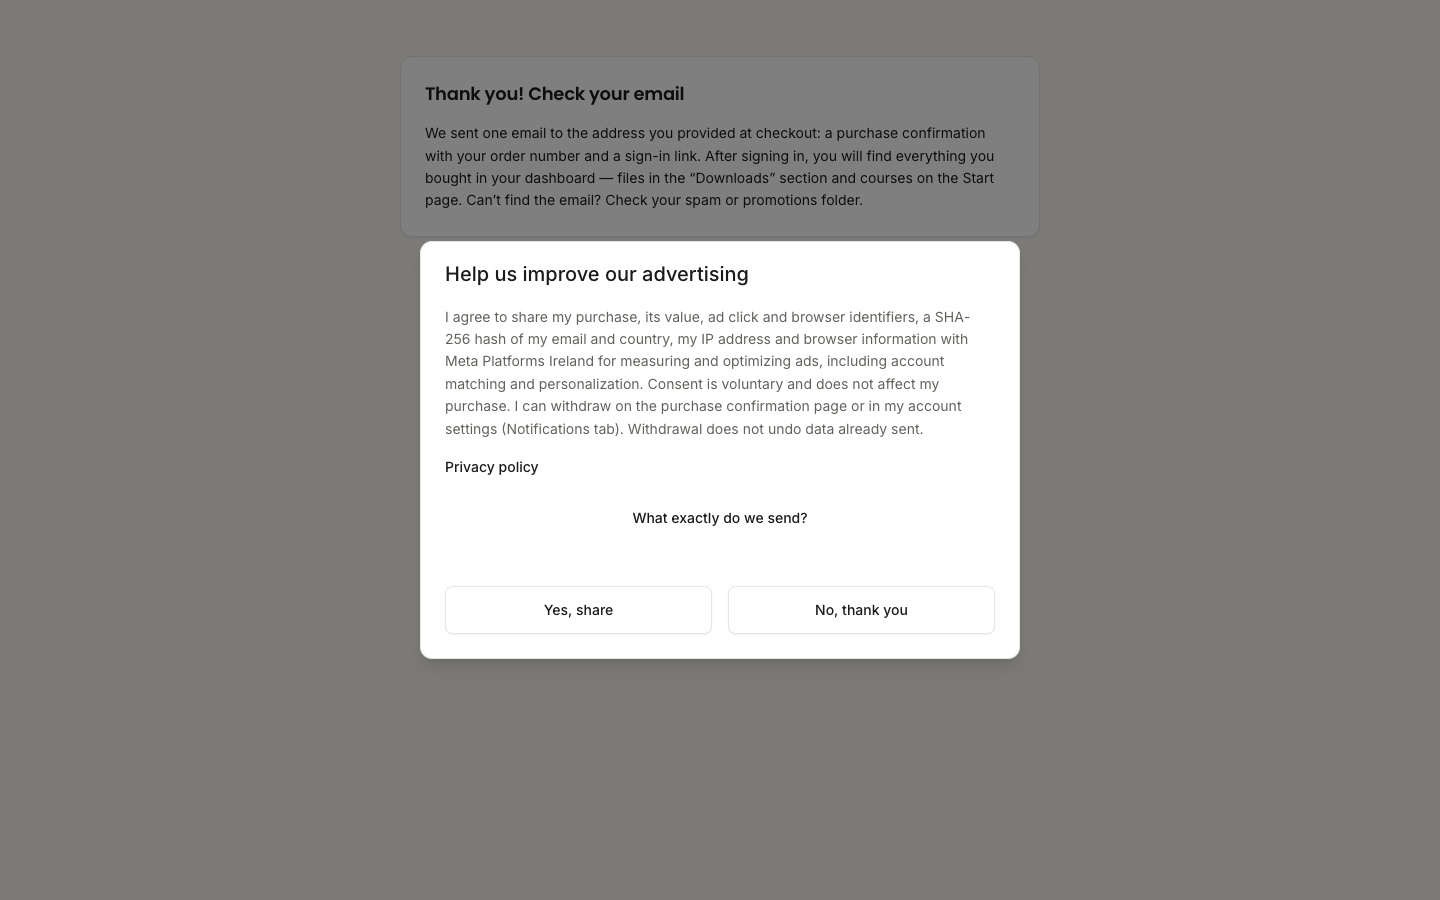 Thank you! Check your email
We sent one email to the address you provided at checkout: a purchase confirmation
with your order number and a sign-in link. After signing in, you will find everything you
bought in your dashboard — files in the “Downloads” section and courses on the Start
page. Can’t find the email? Check your spam or promotions folder.
Help us improve our advertising
I agree to share my purchase, its value, ad click and browser identifiers, a SHA-
256 hash of my email and country, my IP address and browser information with
Meta Platforms Ireland for measuring and optimizing ads, including account
matching and personalization. Consent is voluntary and does not affect my
purchase. I can withdraw on the purchase confirmation page or in my account
settings (Notifications tab). Withdrawal does not undo data already sent.
Privacy policy
What exactly do we send?
Yes, share
No, thank you